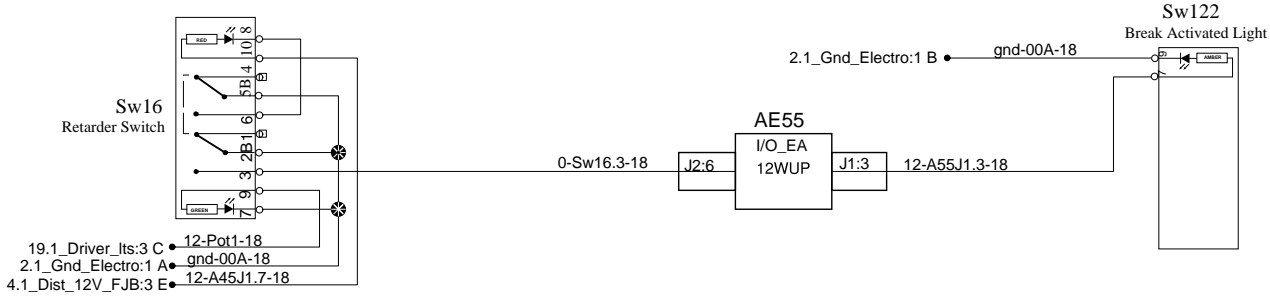 Sw122
Break Activated Light
2.1_Gnd_Electro:1 B
gnd-00A-18
9
7
AMBER
Sw16
Retarder Switch
RED
8
10
4
5B
6
B1
2
3
9
7
GREEN
AE55
I/O_EA
12WUP
J2:6
J1:3
0-Sw16.3-18
12-A55J1.3-18
19.1_Driver_lts:3 C
12-Pot1-18
2.1_Gnd_Electro:1 A
gnd-00A-18
4.1_Dist_12V_FJB:3 E
12-A45J1.7-18